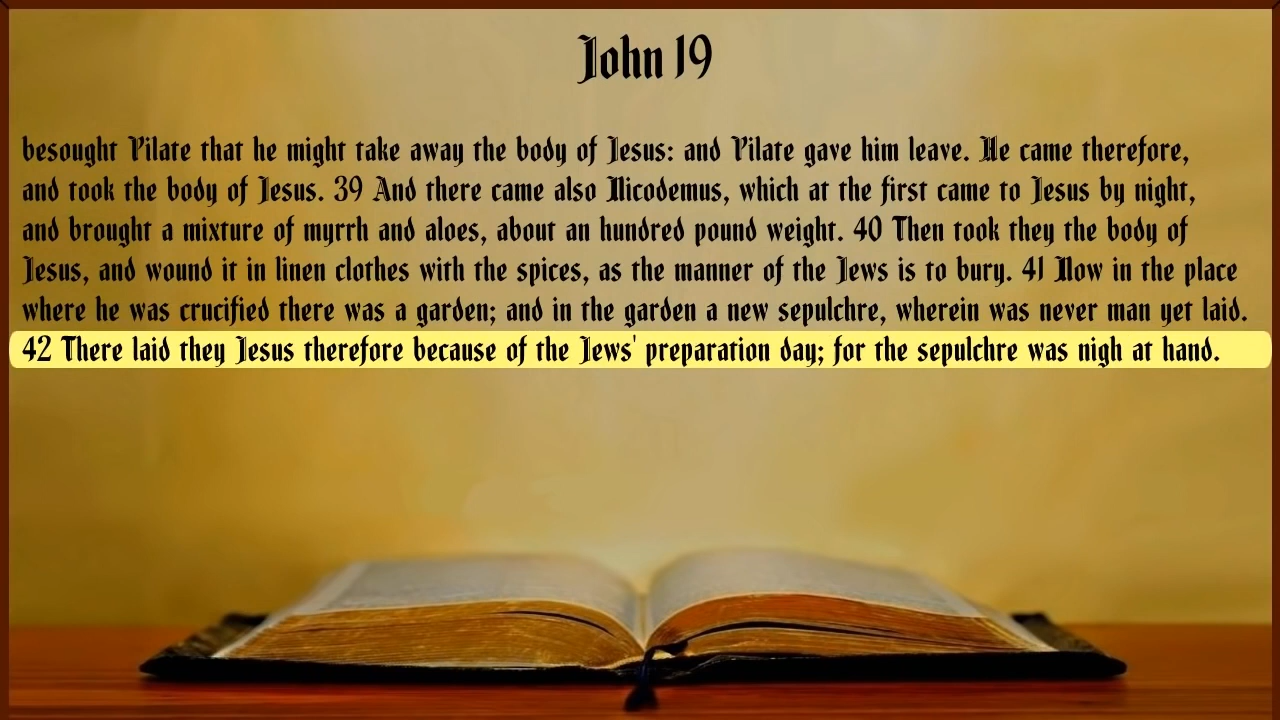 John 19
besought Pilate that he might take away the body of Jesus: and Pilate gave him leave. He came therefore,
and took the body of Jesus. 39 And there came also Nicodemus, which at the first came to Jesus by night,
and brought a mixture of myrrh and aloes, about an hundred pound weight. 40 Then took they the body of
Jesus, and wound it in linen clothes with the spices, as the manner of the Jews is to bury. 41 Now in the place
where he was crucified there was a garden; and in the garden a new sepulchre, wherein was never man yet laid.
42 There laid they Jesus therefore because of the Jews' preparation day; for the sepulchre was nigh at hand.